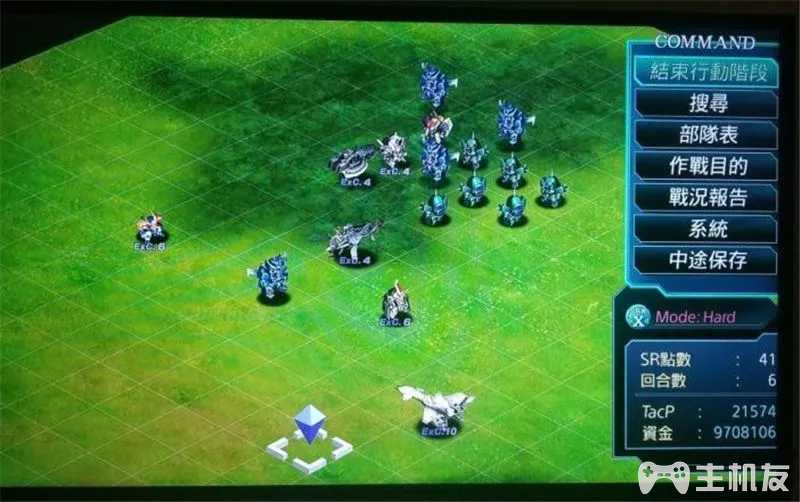 COMMAND
結束行動階段
搜尋
部隊表
作戰目的
戰況報告
系統
中途保存
Mode: Hard
SR點數 : 41
回合數 : 6
TacP : 21574
資金 : 9708106
ExC. 4
ExC. 4
ExC. 6
ExC. 4
ExC. 6
ExC. 10
主机友